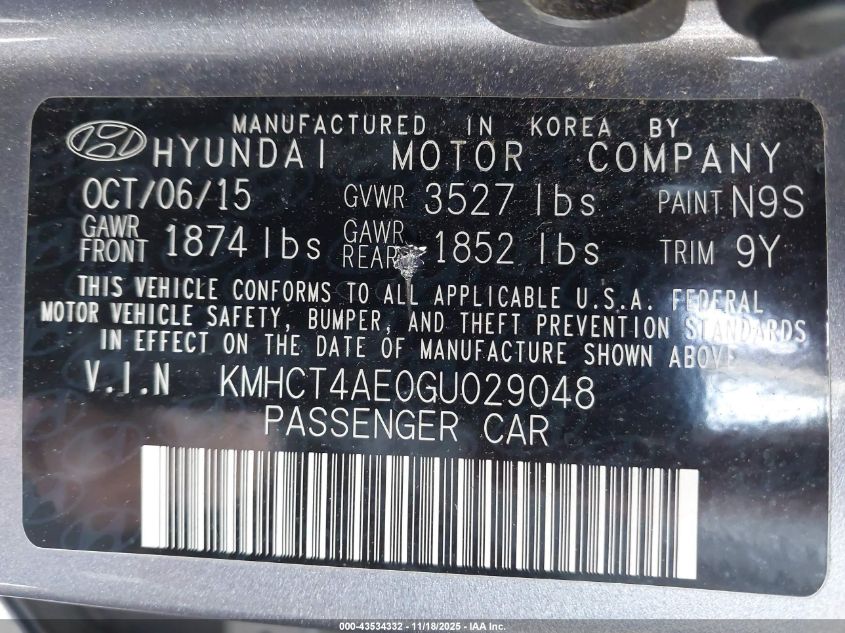 MANUFACTURED IN KOREA BY
HYUNDAI MOTOR COMPANY
OCT/06/15 GVWR 3527 lbs PAINT N9S
GAWR FRONT 1874 lbs GAWR REAR 1852 lbs TRIM 9Y
THIS VEHICLE CONFORMS TO ALL APPLICABLE U.S.A. FEDERAL
MOTOR VEHICLE SAFETY, BUMPER, AND THEFT PREVENTION STANDARDS
IN EFFECT ON THE DATE OF MANUFACTURE SHOWN ABOVE.
V.I.N KMHCT4AE0GU029048
PASSENGER CAR
000-43534332 - 11/18/2025 - IAA Inc.